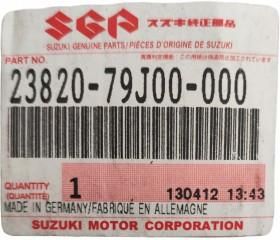 SGP スズキ純正部品
SUZUKI GENUINE PARTS/PIÈCES D'ORIGINE DE SUZUKI
PART NO.
23820-79J00-000
QUANTITY
(QUANTITÉ) 1 130412 13:43
MADE IN GERMANY/FABRIQUÉ EN ALLEMAGNE
SUZUKI MOTOR CORPORATION